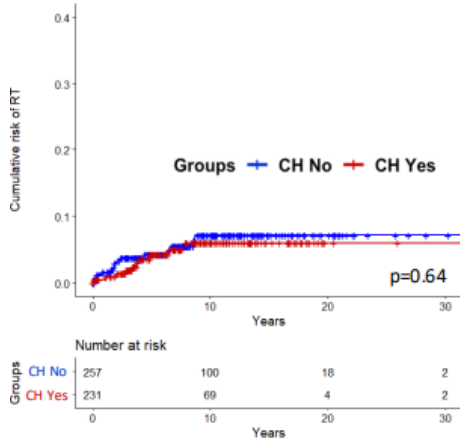 Cumulative risk of RT
0.4
0.3
0.2
0.1
0.0
Groups CH No CH Yes
p=0.64
0 10 20 30
Years
Number at risk
Groups
CH No 257 100 18 2
CH Yes 231 69 4 2
0 10 20 30
Years